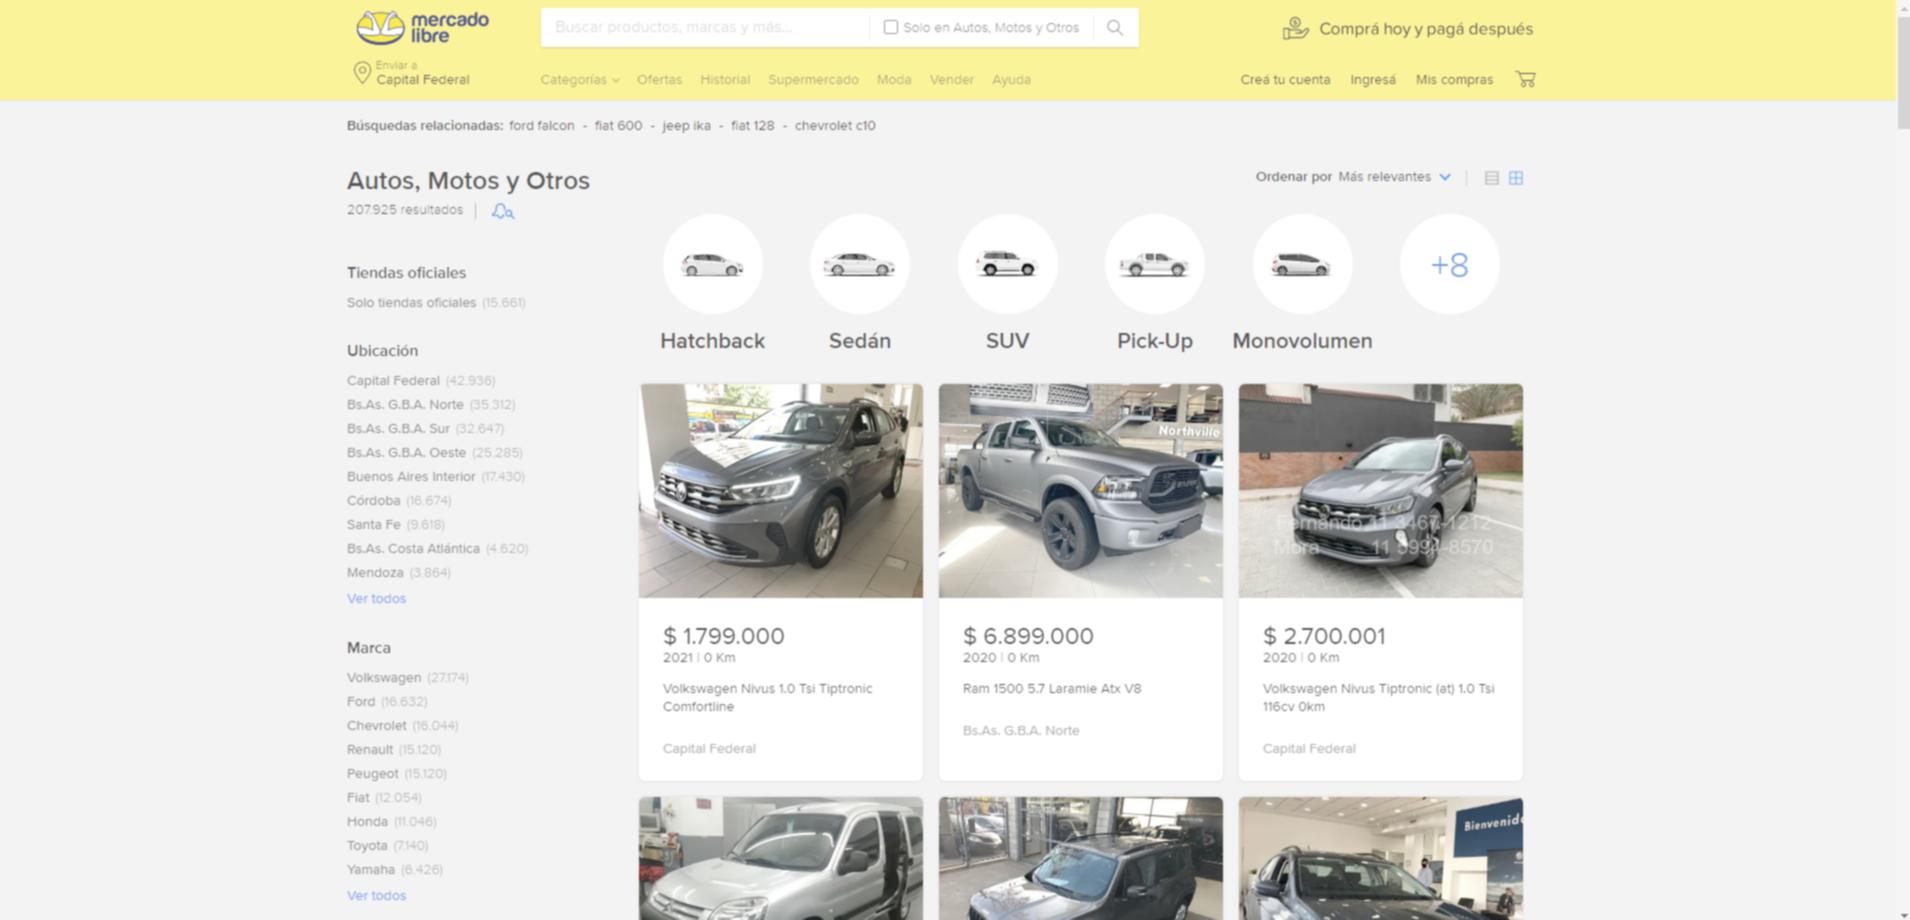 mercado
libre
Buscar productos, marcas y más...
Solo en Autos, Motos y Otros
Comprá hoy y pagá después
Enviar a
Capital Federal
Categorías Ofertas Historial Supermercado Moda Vender Ayuda
Creá tu cuenta Ingresá Mis compras
Búsquedas relacionadas: ford falcon - fiat 600 - jeep ika - fiat 128 - chevrolet c10
Autos, Motos y Otros
207.925 resultados
Ordenar por Más relevantes
Tiendas oficiales
Solo tiendas oficiales (15.661)
Ubicación
Capital Federal (42.936)
Bs.As. G.B.A. Norte (35.312)
Bs.As. G.B.A. Sur (32.647)
Bs.As. G.B.A. Oeste (25.285)
Buenos Aires Interior (17.430)
Córdoba (16.674)
Santa Fe (9.618)
Bs.As. Costa Atlántica (4.620)
Mendoza (3.864)
Ver todos
Marca
Volkswagen (27.174)
Ford (16.632)
Chevrolet (16.044)
Renault (15.120)
Peugeot (15.120)
Fiat (12.054)
Honda (11.046)
Toyota (7.140)
Yamaha (6.426)
Ver todos
+8
Hatchback Sedán SUV Pick-Up Monovolumen
Northville
Fernando 11 3467-1212
Mora 11 5994-8570
$ 1.799.000
2021 | 0 Km
Volkswagen Nivus 1.0 Tsi Tiptronic
Comfortline
Capital Federal
$ 6.899.000
2020 | 0 Km
Ram 1500 5.7 Laramie Atx V8
Bs.As. G.B.A. Norte
$ 2.700.001
2020 | 0 Km
Volkswagen Nivus Tiptronic (at) 1.0 Tsi
116cv 0km
Capital Federal
Bienvenido